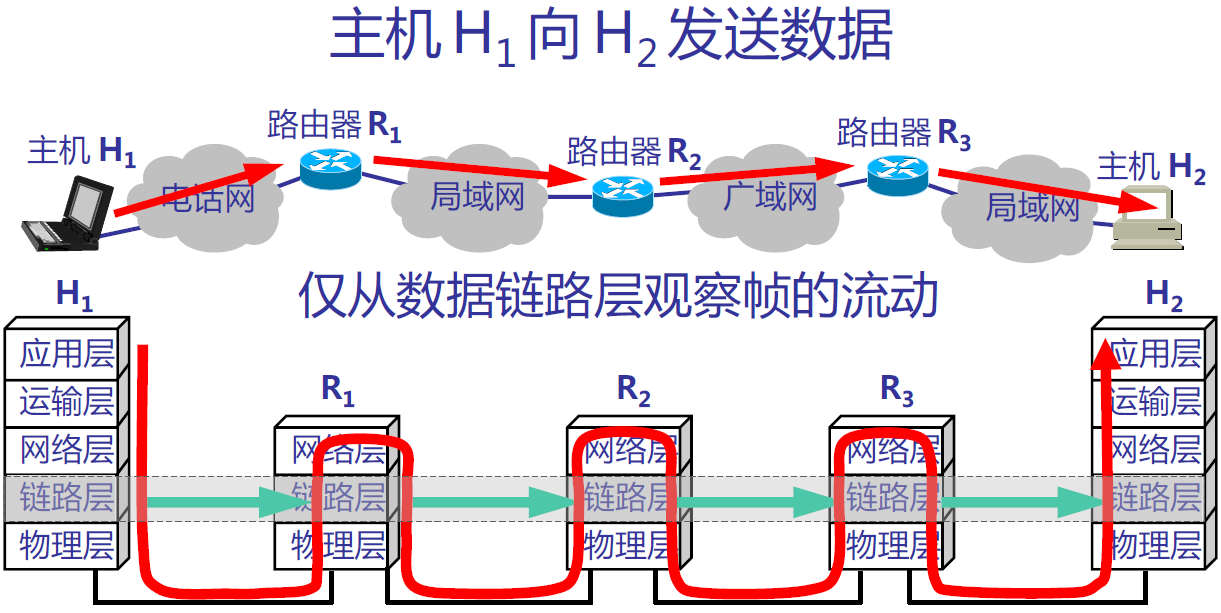 主机 H1 向 H2 发送数据
路由器 R1
路由器 R3
主机 H1
路由器 R2
主机 H2
电话网
局域网
广域网
局域网
仅从数据链路层观察帧的流动
H1
H2
应用层
应用层
R1
R2
R3
运输层
运输层
网络层
网络层
网络层
网络层
网络层
链路层
链路层
链路层
链路层
链路层
物理层
物理层
物理层
物理层
物理层